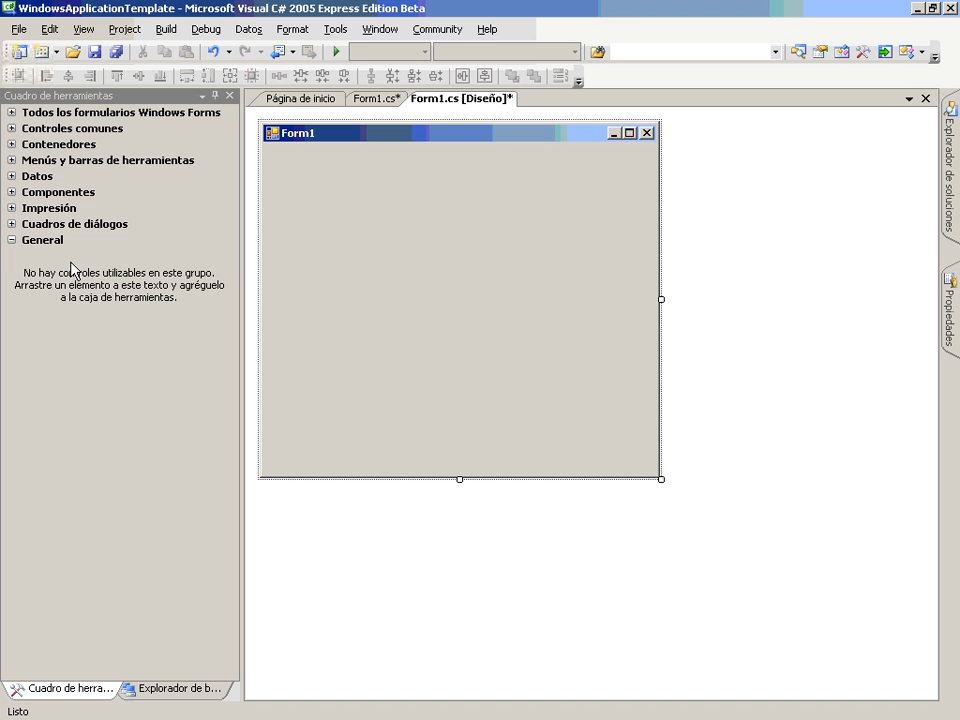 WindowsApplicationTemplate - Microsoft Visual C# 2005 Express Edition Beta
File Edit View Project Build Debug Datos Format Tools Window Community Help
Cuadro de herramientas
Página de inicio Form1.cs* Form1.cs [Diseño]*
Todos los formularios Windows Forms
Controles comunes
Contenedores
Menús y barras de herramientas
Datos
Componentes
Impresión
Cuadros de diálogos
General
No hay controles utilizables en este grupo.
Arrastre un elemento a este texto y agréguelo
a la caja de herramientas.
Form1
Explorador de soluciones
Propiedades
Cuadro de herra... Explorador de b...
Listo